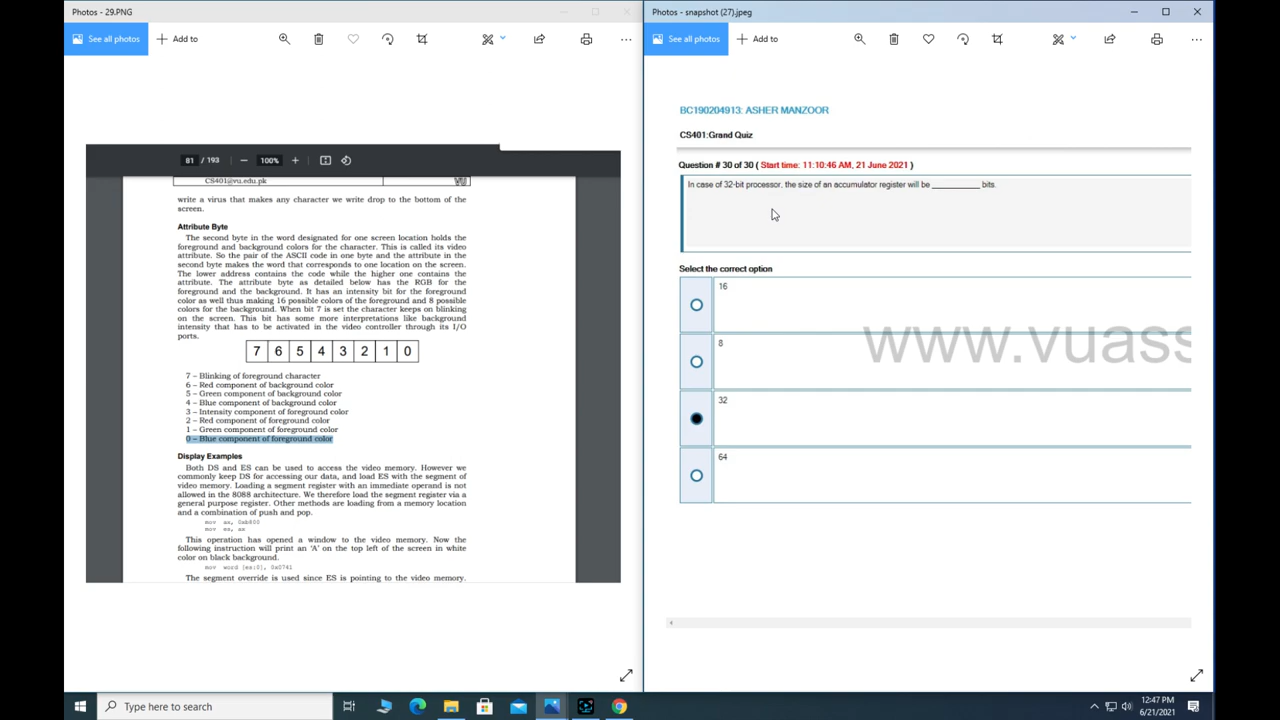 Photos - 29.PNG
See all photos
Add to
81 / 193
100%
CS401@vu.edu.pk
VU
write a virus that makes any character we write drop to the bottom of the
screen.
Attribute Byte
The second byte in the word designated for one screen location holds the
foreground and background colors for the character. This is called its video
attribute. So the pair of the ASCII code in one byte and the attribute in the
second byte makes the word that corresponds to one location on the screen.
The lower address contains the code while the higher one contains the
attribute. The attribute byte as detailed below has the RGB for the
foreground and the background. It has an intensity bit for the foreground
color as well thus making 16 possible colors of the foreground and 8 possible
colors for the background. When bit 7 is set the character keeps on blinking
on the screen. This bit has some more interpretations like background
intensity that has to be activated in the video controller through its I/O
ports.
7 6 5 4 3 2 1 0
7 – Blinking of foreground character
6 – Red component of background color
5 – Green component of background color
4 – Blue component of background color
3 – Intensity component of foreground color
2 – Red component of foreground color
1 – Green component of foreground color
0 – Blue component of foreground color
Display Examples
Both DS and ES can be used to access the video memory. However we
commonly keep DS for accessing our data, and load ES with the segment of
video memory. Loading a segment register with an immediate operand is not
allowed in the 8088 architecture. We therefore load the segment register via a
general purpose register. Other methods are loading from a memory location
and a combination of push and pop.
mov ax, 0xb800
mov es, ax
This operation has opened a window to the video memory. Now the
following instruction will print an 'A' on the top left of the screen in white
color on black background.
mov word [es:0], 0x0741
The segment override is used since ES is pointing to the video memory.
Photos - snapshot (27).jpeg
See all photos
Add to
BC190204913: ASHER MANZOOR
CS401:Grand Quiz
Question # 30 of 30 ( Start time: 11:10:46 AM, 21 June 2021 )
In case of 32-bit processor, the size of an accumulator register will be __________ bits.
Select the correct option
16
8
32
64
www.vuass
Type here to search
12:47 PM
6/21/2021